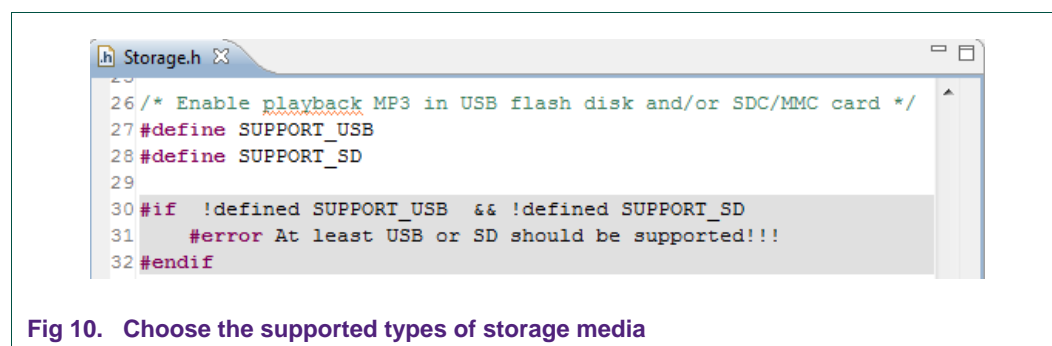 Storage.h
26 /* Enable playback MP3 in USB flash disk and/or SDC/MMC card */
27 #define SUPPORT_USB
28 #define SUPPORT_SD
29
30 #if  !defined SUPPORT_USB  && !defined SUPPORT_SD
31     #error At least USB or SD should be supported!!!
32 #endif
Fig 10. Choose the supported types of storage media